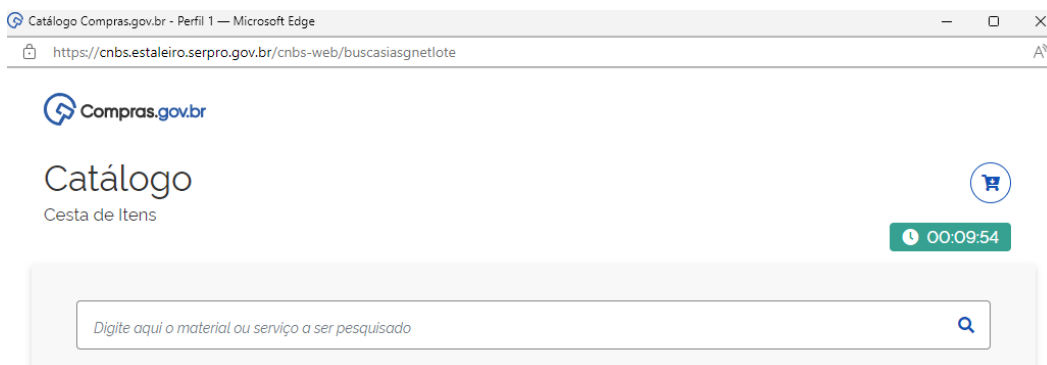 Catálogo Compras.gov.br - Perfil 1 — Microsoft Edge
https://cnbs.estaleiro.serpro.gov.br/cnbs-web/buscasiasgnetlote
Compras.gov.br
Catálogo
Cesta de Itens
00:09:54
Digite aqui o material ou serviço a ser pesquisado